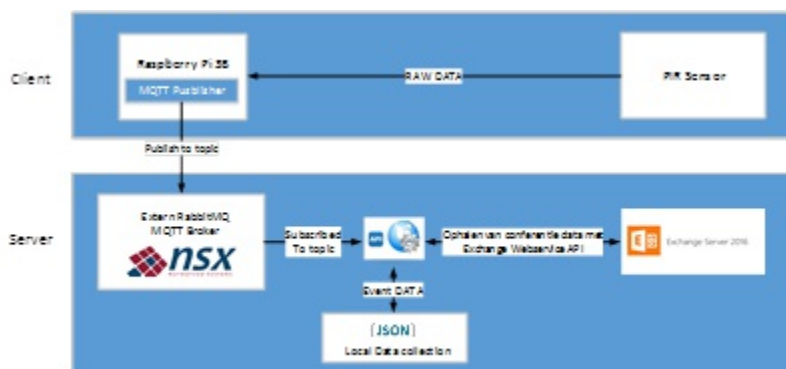 Client
Raspberry Pi 3B
MQTT Pusblisher
RAW DATA
PIR Sensor
Publish to topic
Server
Extern RabbitMQ
MQTT Broker
nsx
Subscribed
To topic
API
Ophalen van conferentie data met
Exchange Webservice API
Exchange Server 2016
Event DATA
{JSON}
Local Data collection